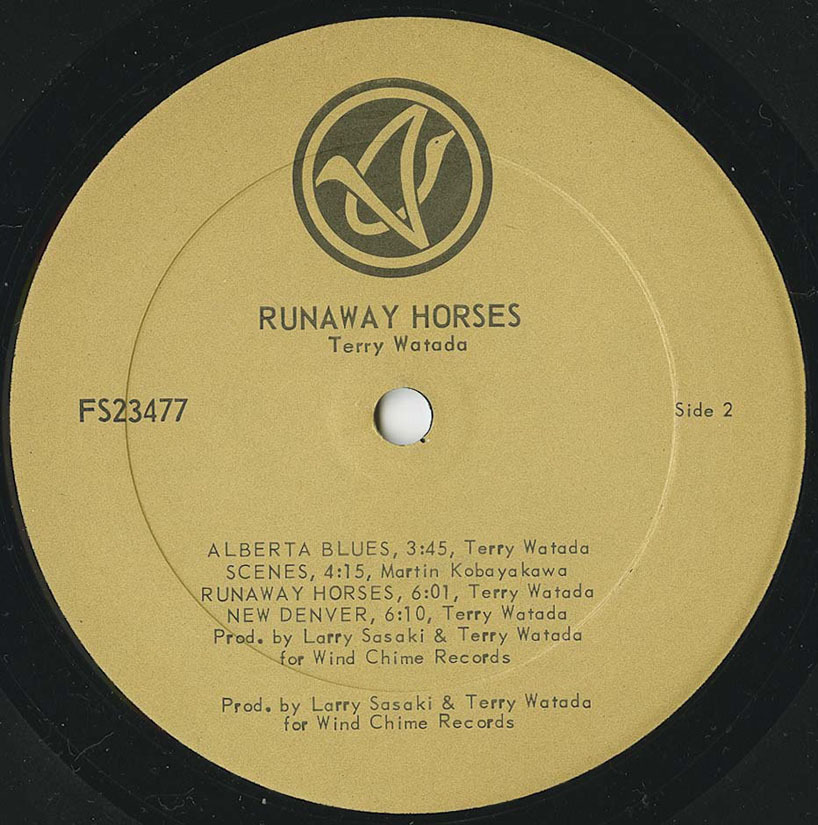 RUNAWAY HORSES
Terry Watada
FS23477
Side 2
ALBERTA BLUES, 3:45, Terry Watada
SCENES, 4:15, Martin Kobayakawa
RUNAWAY HORSES, 6:01, Terry Watada
NEW DENVER, 6:10, Terry Watada
Prod. by Larry Sasaki & Terry Watada
for Wind Chime Records
Prod. by Larry Sasaki & Terry Watada
for Wind Chime Records